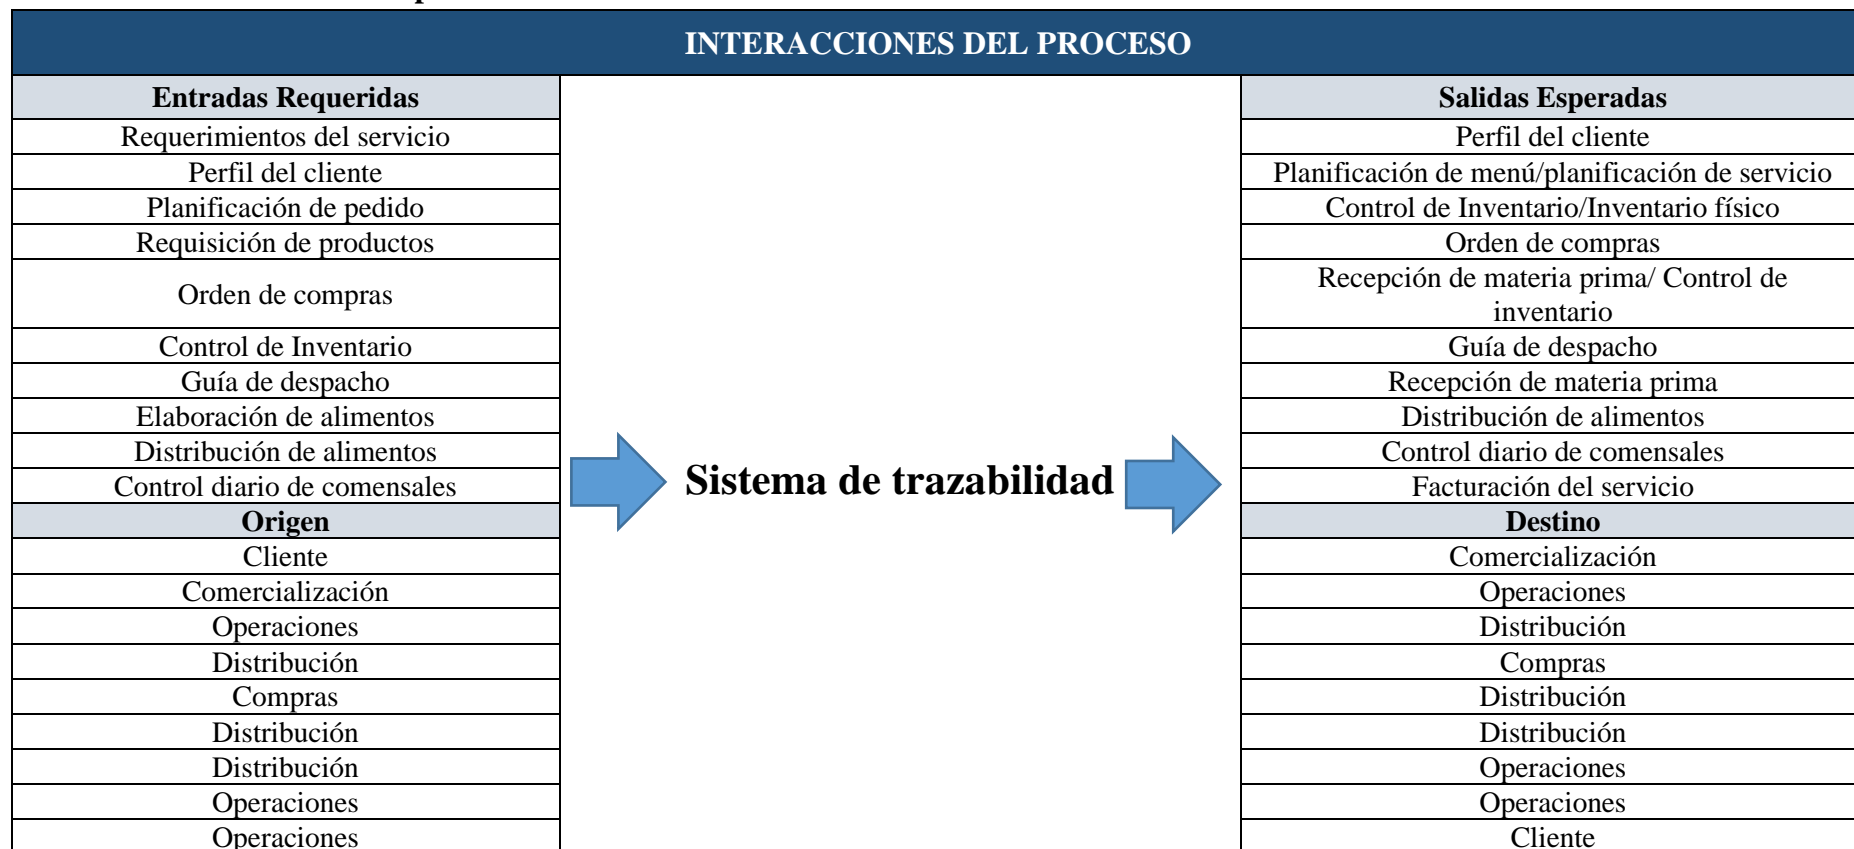 INTERACCIONES DEL PROCESO
Entradas Requeridas
Requerimientos del servicio
Perfil del cliente
Planificación de pedido
Requisición de productos
Orden de compras
Control de Inventario
Guía de despacho
Elaboración de alimentos
Distribución de alimentos
Control diario de comensales
Origen
Cliente
Comercialización
Operaciones
Distribución
Compras
Distribución
Distribución
Operaciones
Operaciones
Sistema de trazabilidad
Salidas Esperadas
Perfil del cliente
Planificación de menú/planificación de servicio
Control de Inventario/Inventario físico
Orden de compras
Recepción de materia prima/ Control de
inventario
Guía de despacho
Recepción de materia prima
Distribución de alimentos
Control diario de comensales
Facturación del servicio
Destino
Comercialización
Operaciones
Distribución
Compras
Distribución
Distribución
Operaciones
Operaciones
Cliente